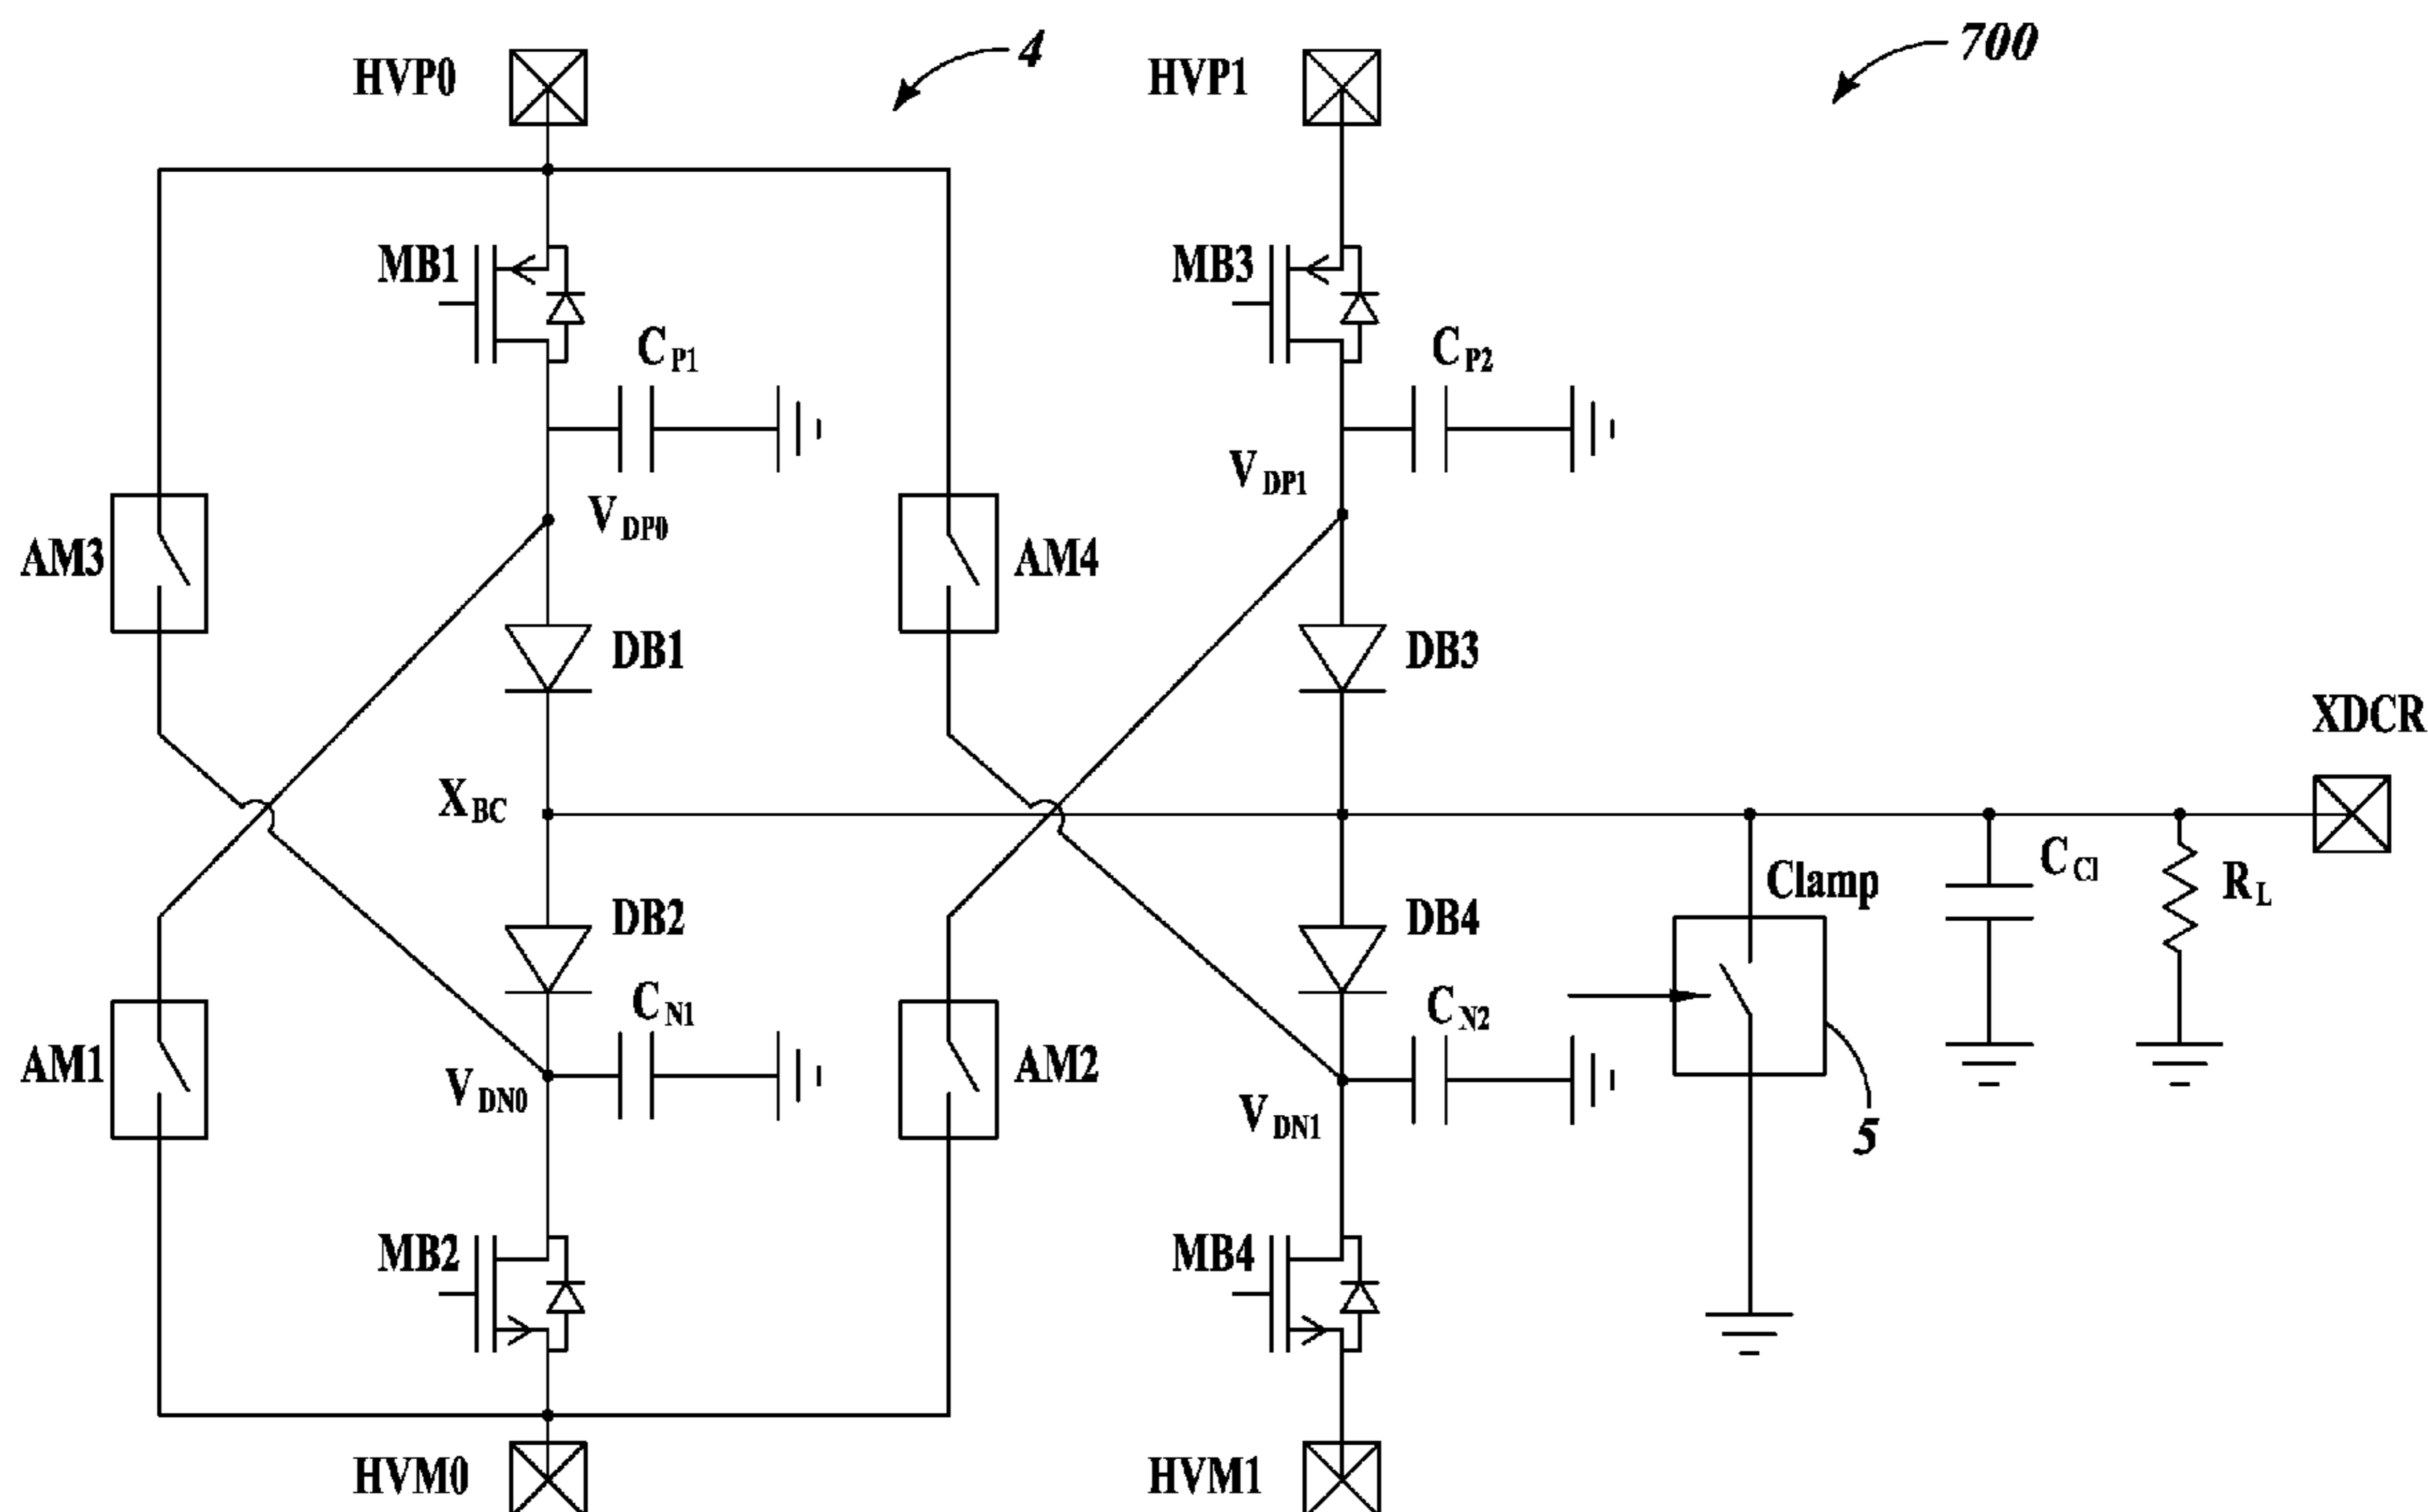 HVP0
4
HVP1
700
MB1
MB3
CP1
CP2
VDP1
VDP0
AM3
AM4
DB1
DB3
XDCR
XBC
Clamp
CCl
RL
DB2
DB4
CN1
CN2
AM1
VDN0
AM2
VDN1
5
MB2
MB4
HVM0
HVM1